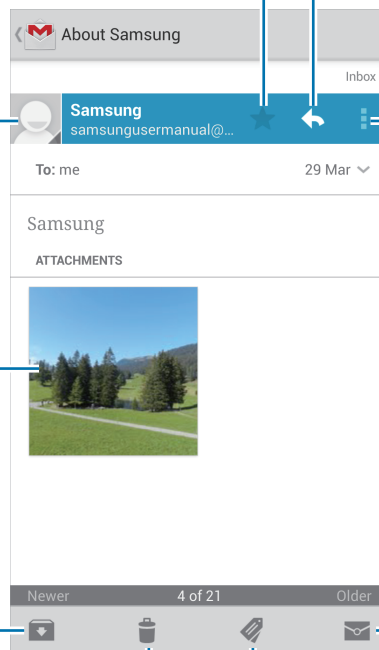 About Samsung
Inbox
Samsung
samsungusermanual@...
To: me 29 Mar
Samsung
ATTACHMENTS
Newer 4 of 21 Older